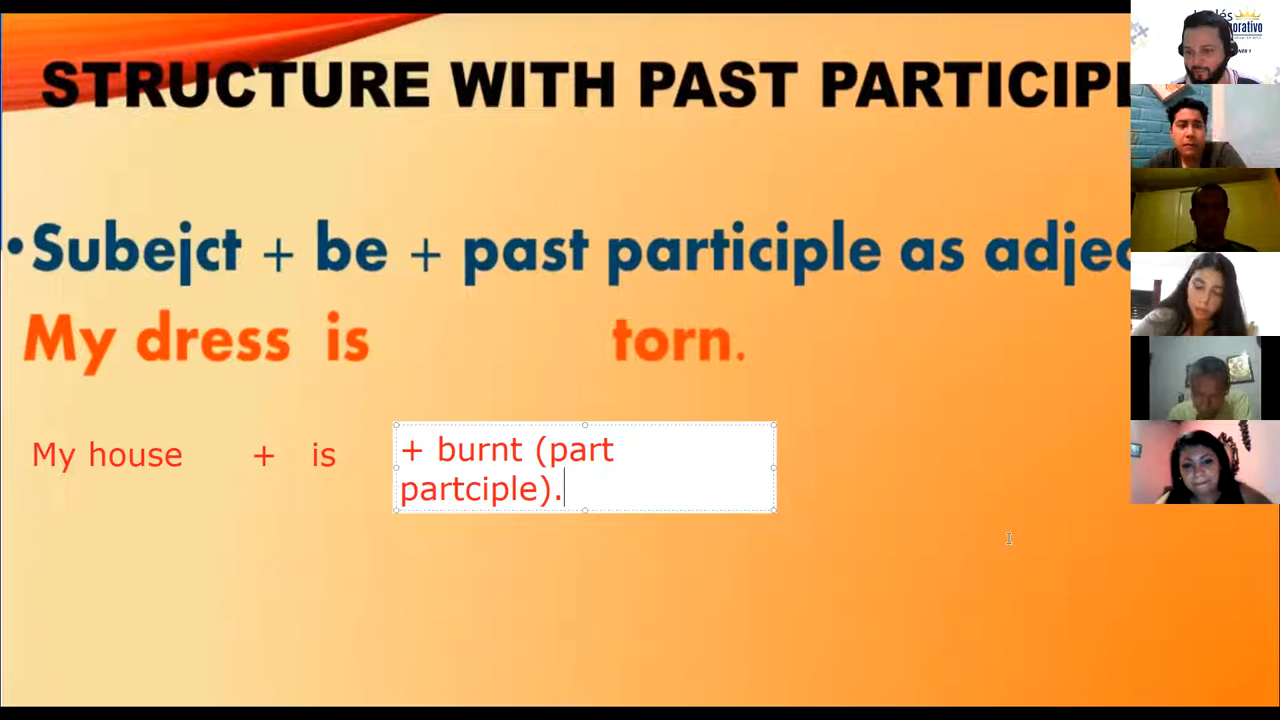 STRUCTURE WITH PAST PARTICIPL
•Subejct + be + past participle as adjec
My dress is torn.
My house + is + burnt (part
partciple).